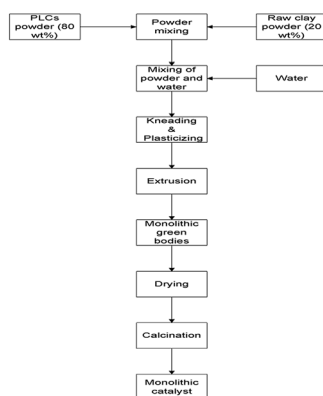 PLCs
powder (80
wt%)
Powder
mixing
Raw clay
powder (20
wt%)
Mixing of
powder and
water
Water
Kneading
&
Plasticizing
Extrusion
Monolithic
green
bodies
Drying
Calcination
Monolithic
catalyst